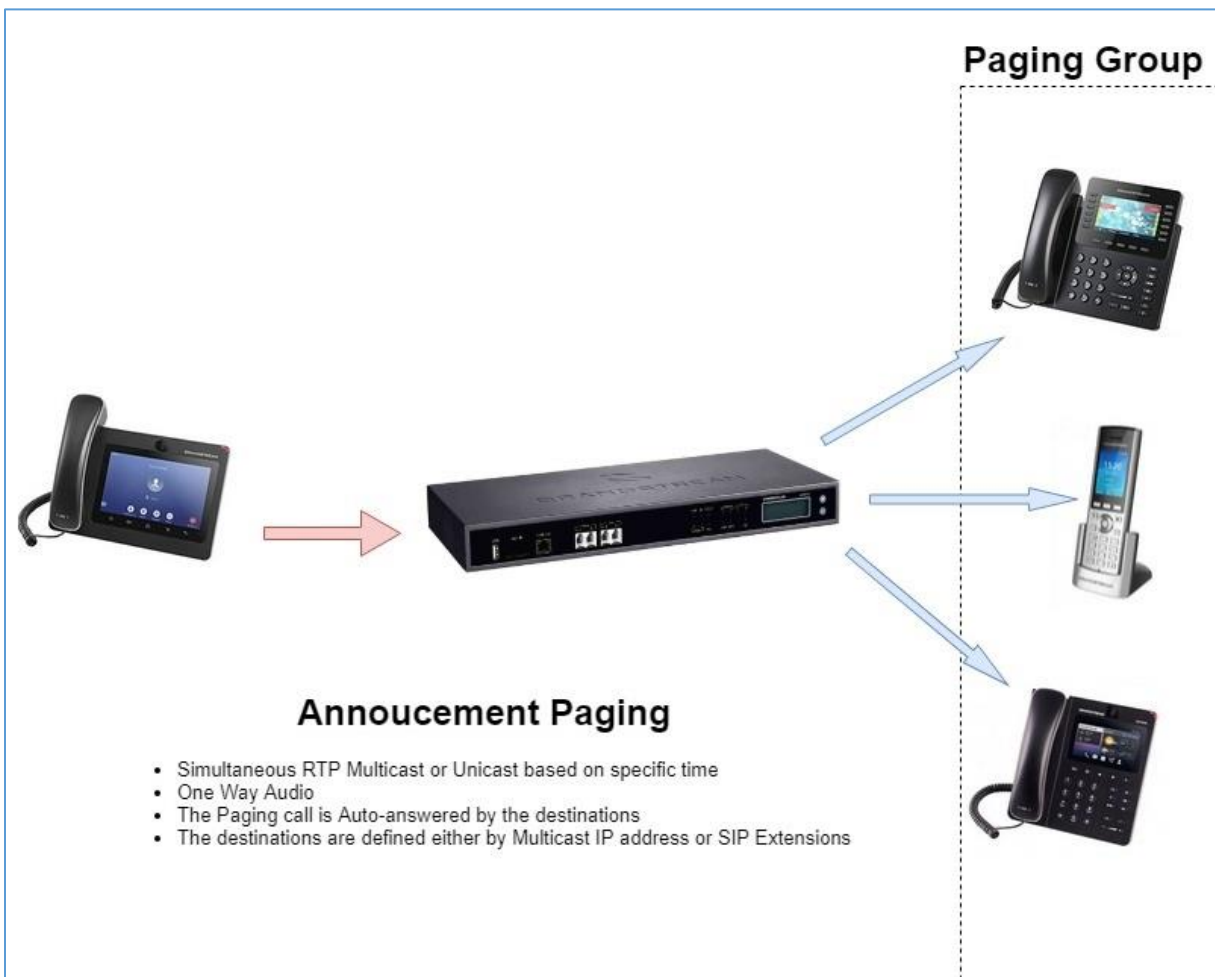 Paging Group
GRANDSTREAM
Annoucement Paging
• Simultaneous RTP Multicast or Unicast based on specific time
• One Way Audio
• The Paging call is Auto-answered by the destinations
• The destinations are defined either by Multicast IP address or SIP Extensions